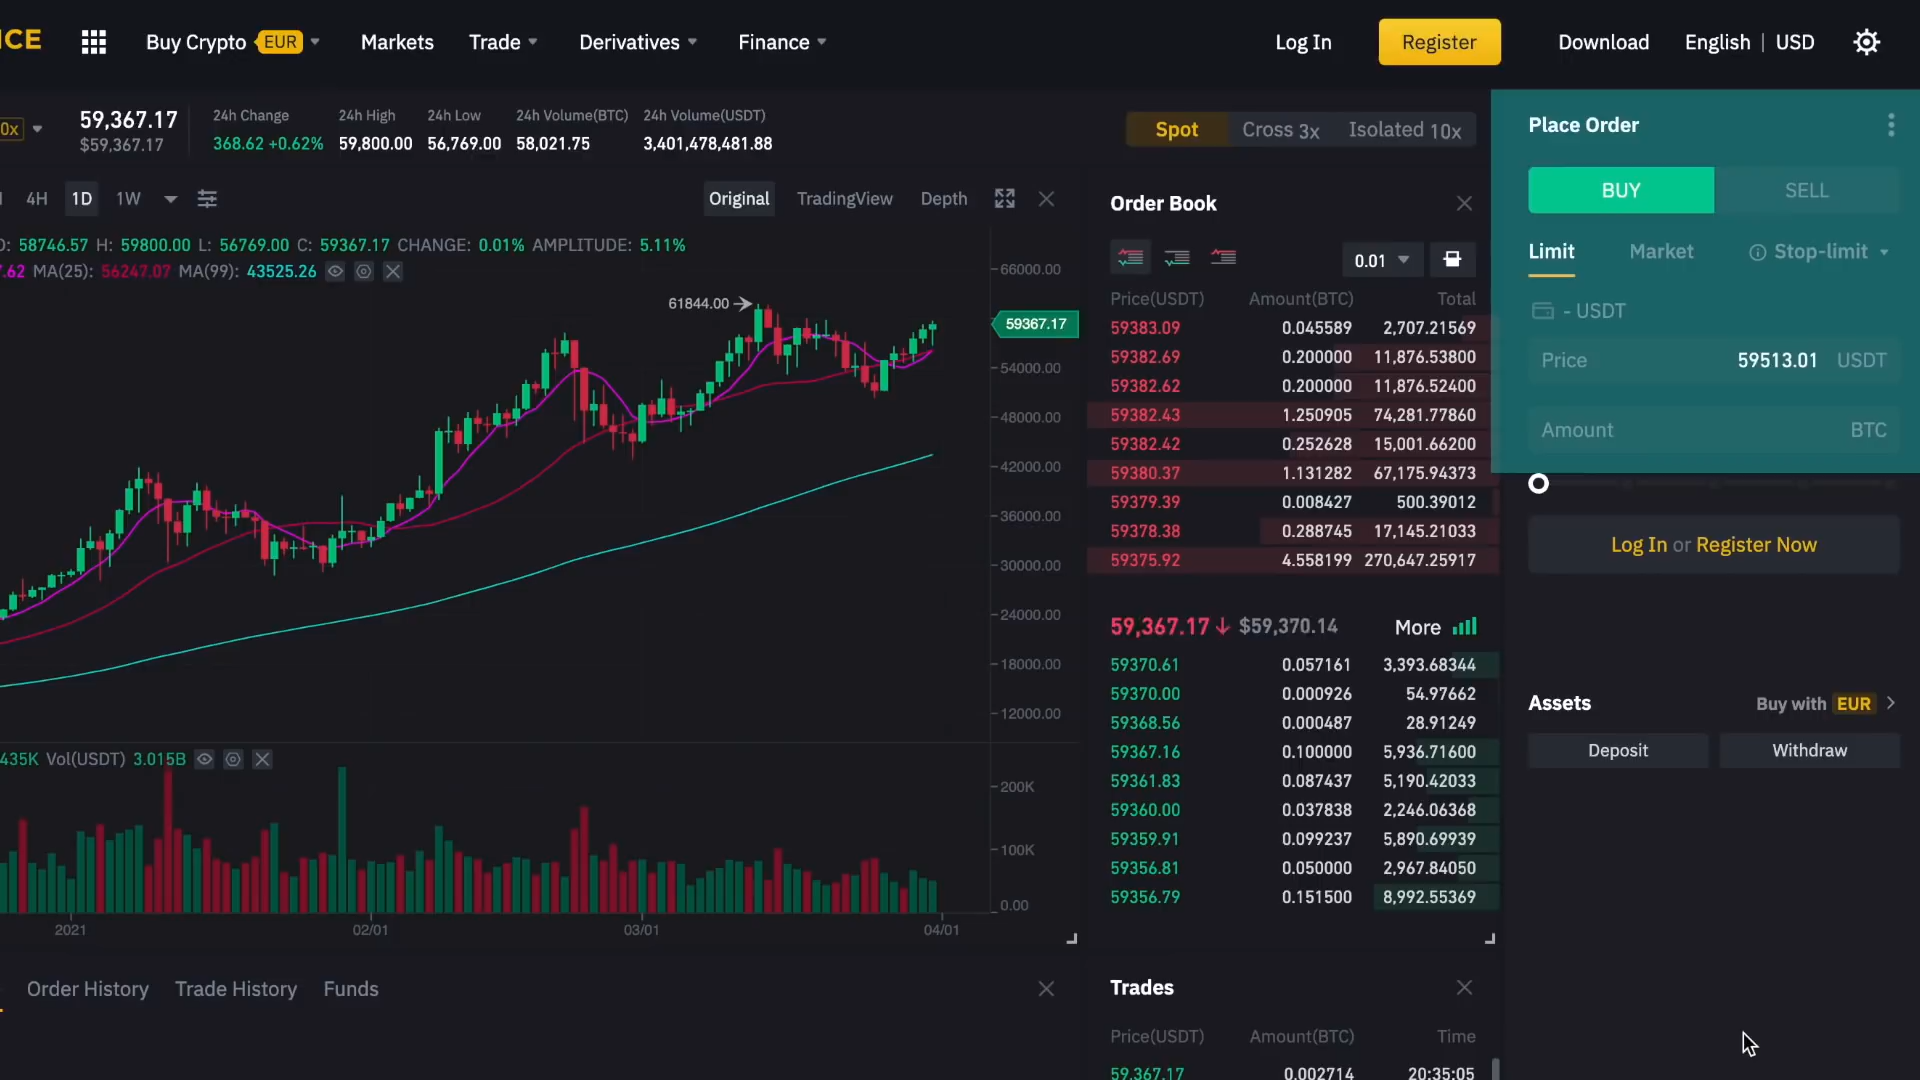 CE
Buy Crypto EUR
Markets
Trade
Derivatives
Finance
Log In
Register
Download
English | USD
0x
59,367.17
$59,367.17
24h Change
368.62 +0.62%
24h High
59,800.00
24h Low
56,769.00
24h Volume(BTC)
58,021.75
24h Volume(USDT)
3,401,478,481.88
Spot
Cross 3x
Isolated 10x
4H
1D
1W
Original
TradingView
Depth
58746.57 H: 59800.00 L: 56769.00 C: 59367.17 CHANGE: 0.01% AMPLITUDE: 5.11%
7.62 MA(25): 56247.07 MA(99): 43525.26
61844.00
66000.00
59367.17
54000.00
48000.00
42000.00
36000.00
30000.00
24000.00
18000.00
12000.00
435K Vol(USDT) 3.015B
200K
100K
0.00
2021
02/01
03/01
04/01
Order History
Trade History
Funds
Order Book
0.01
Price(USDT) Amount(BTC) Total
59383.09 0.045589 2,707.21569
59382.69 0.200000 11,876.53800
59382.62 0.200000 11,876.52400
59382.43 1.250905 74,281.77860
59382.42 0.252628 15,001.66200
59380.37 1.131282 67,175.94373
59379.39 0.008427 500.39012
59378.38 0.288745 17,145.21033
59375.92 4.558199 270,647.25917
59,367.17 $59,370.14 More
59370.61 0.057161 3,393.68344
59370.00 0.000926 54.97662
59368.56 0.000487 28.91249
59367.16 0.100000 5,936.71600
59361.83 0.087437 5,190.42033
59360.00 0.037838 2,246.06368
59359.91 0.099237 5,890.69939
59356.81 0.050000 2,967.84050
59356.79 0.151500 8,992.55369
Trades
Price(USDT) Amount(BTC) Time
59,367.17 0.002714 20:35:05
Place Order
BUY
SELL
Limit
Market
Stop-limit
- USDT
Price 59513.01 USDT
Amount BTC
Log In or Register Now
Assets
Buy with EUR
Deposit
Withdraw